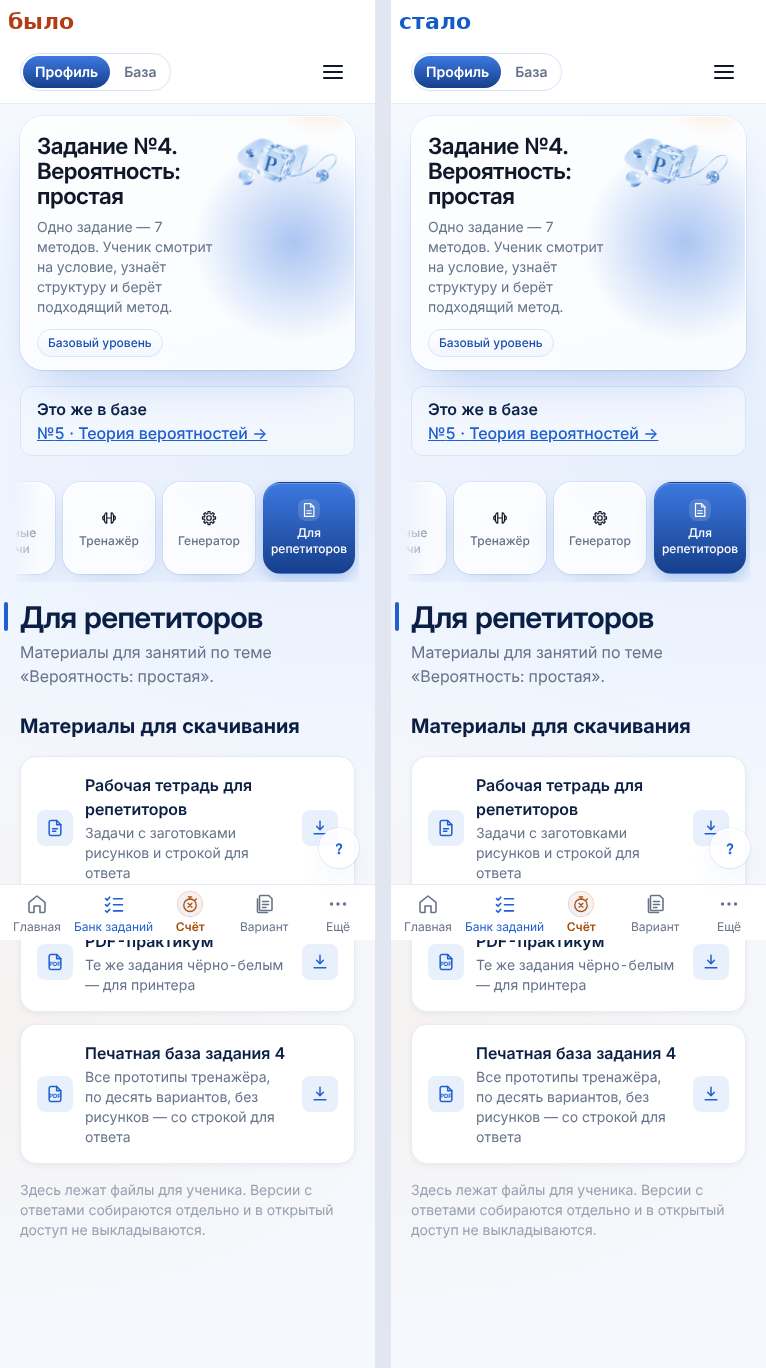 было
Профиль База
Задание №4.
Вероятность:
простая
Одно задание — 7
методов. Ученик смотрит
на условие, узнаёт
структуру и берёт
подходящий метод.
Базовый уровень
Это же в базе
№5 · Теория вероятностей →
Тренажёр
Генератор
Для
репетиторов
Для репетиторов
Материалы для занятий по теме
«Вероятность: простая».
Материалы для скачивания
Рабочая тетрадь для
репетиторов
Задачи с заготовками
рисунков и строкой для
ответа
?
Главная Банк заданий Счёт Вариант Ещё
PDF-практикум
PDF
Те же задания чёрно-белым
— для принтера
Печатная база задания 4
PDF
Все прототипы тренажёра,
по десять вариантов, без
рисунков — со строкой для
ответа
Здесь лежат файлы для ученика. Версии с
ответами собираются отдельно и в открытый
доступ не выкладываются.
стало
Профиль База
Задание №4.
Вероятность:
простая
Одно задание — 7
методов. Ученик смотрит
на условие, узнаёт
структуру и берёт
подходящий метод.
Базовый уровень
Это же в базе
№5 · Теория вероятностей →
Тренажёр
Генератор
Для
репетиторов
Для репетиторов
Материалы для занятий по теме
«Вероятность: простая».
Материалы для скачивания
Рабочая тетрадь для
репетиторов
Задачи с заготовками
рисунков и строкой для
ответа
?
Главная Банк заданий Счёт Вариант Ещё
PDF-практикум
PDF
Те же задания чёрно-белым
— для принтера
Печатная база задания 4
PDF
Все прототипы тренажёра,
по десять вариантов, без
рисунков — со строкой для
ответа
Здесь лежат файлы для ученика. Версии с
ответами собираются отдельно и в открытый
доступ не выкладываются.